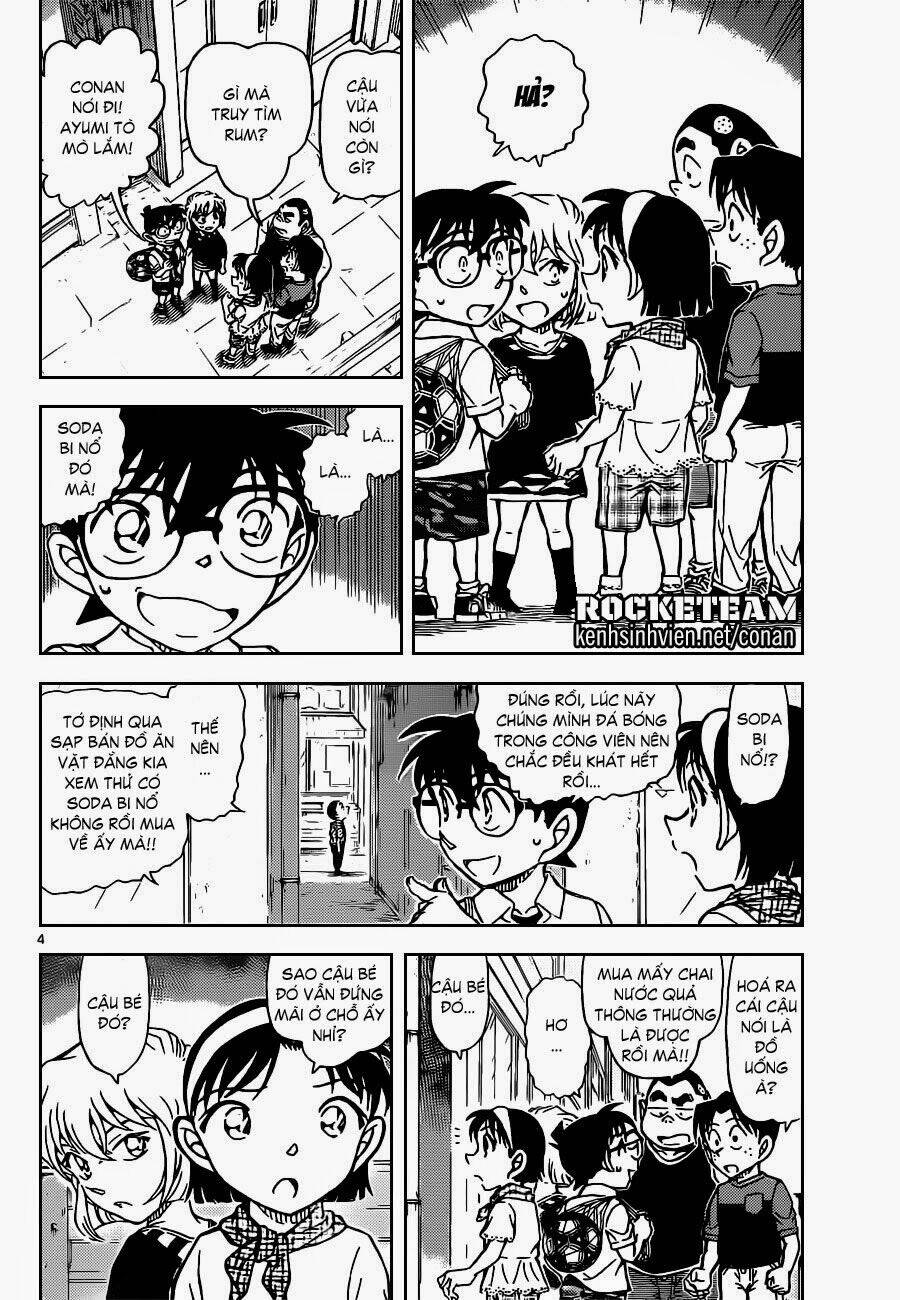 HẢ?
CẬU
VỪA
NÓI
CÒN
GÌ?
GÌ MÀ
TRUY TÌM
RUM?
CONAN
NÓI ĐI!
AYUMI TÒ
MÒ LẮM!
ROCKETEAM
kenhsinhvien.net/conan
LÀ...
LÀ...
SODA
BI NỔ
ĐÓ
MÀ!
SODA
BI
NỔ!?
ĐÚNG RỒI, LÚC NÃY
CHÚNG MÌNH ĐÁ BÓNG
TRONG CÔNG VIÊN NÊN
CHẮC ĐỀU KHÁT HẾT
RỒI...
THẾ
NÊN
...
TỚ ĐỊNH QUA
SẠP BÁN ĐỒ ĂN
VẶT ĐẰNG KIA
XEM THỬ CÓ
SODA BI NỔ
KHÔNG RỒI MUA
VỀ ẤY MÀ!!
4
HOÁ RA
CÁI CẬU
NÓI LÀ
ĐỒ
UỐNG
À?
MUA MẤY CHAI
NƯỚC QUẢ
THÔNG THƯỜNG
LÀ ĐƯỢC
RỒI MÀ!!
HƠ
...
CẬU BÉ
ĐÓ...
SAO CẬU BÉ
ĐÓ VẪN ĐỨNG
MÃI Ở CHỖ ẤY
NHỈ?
CẬU BÉ
ĐÓ?